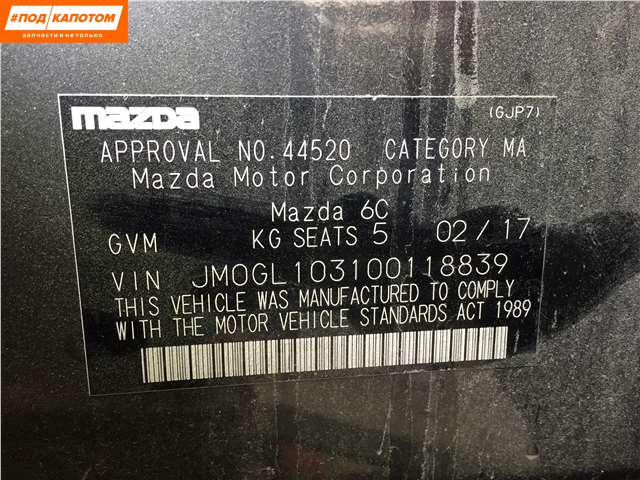 #ПОД КАПОТОМ
запчасти и не только
mazda
(GJP7)
APPROVAL NO.44520 CATEGORY MA
Mazda Motor Corporation
Mazda 6C
GVM KG SEATS 5 02/17
VIN JM0GL103100118839
THIS VEHICLE WAS MANUFACTURED TO COMPLY
WITH THE MOTOR VEHICLE STANDARDS ACT 1989